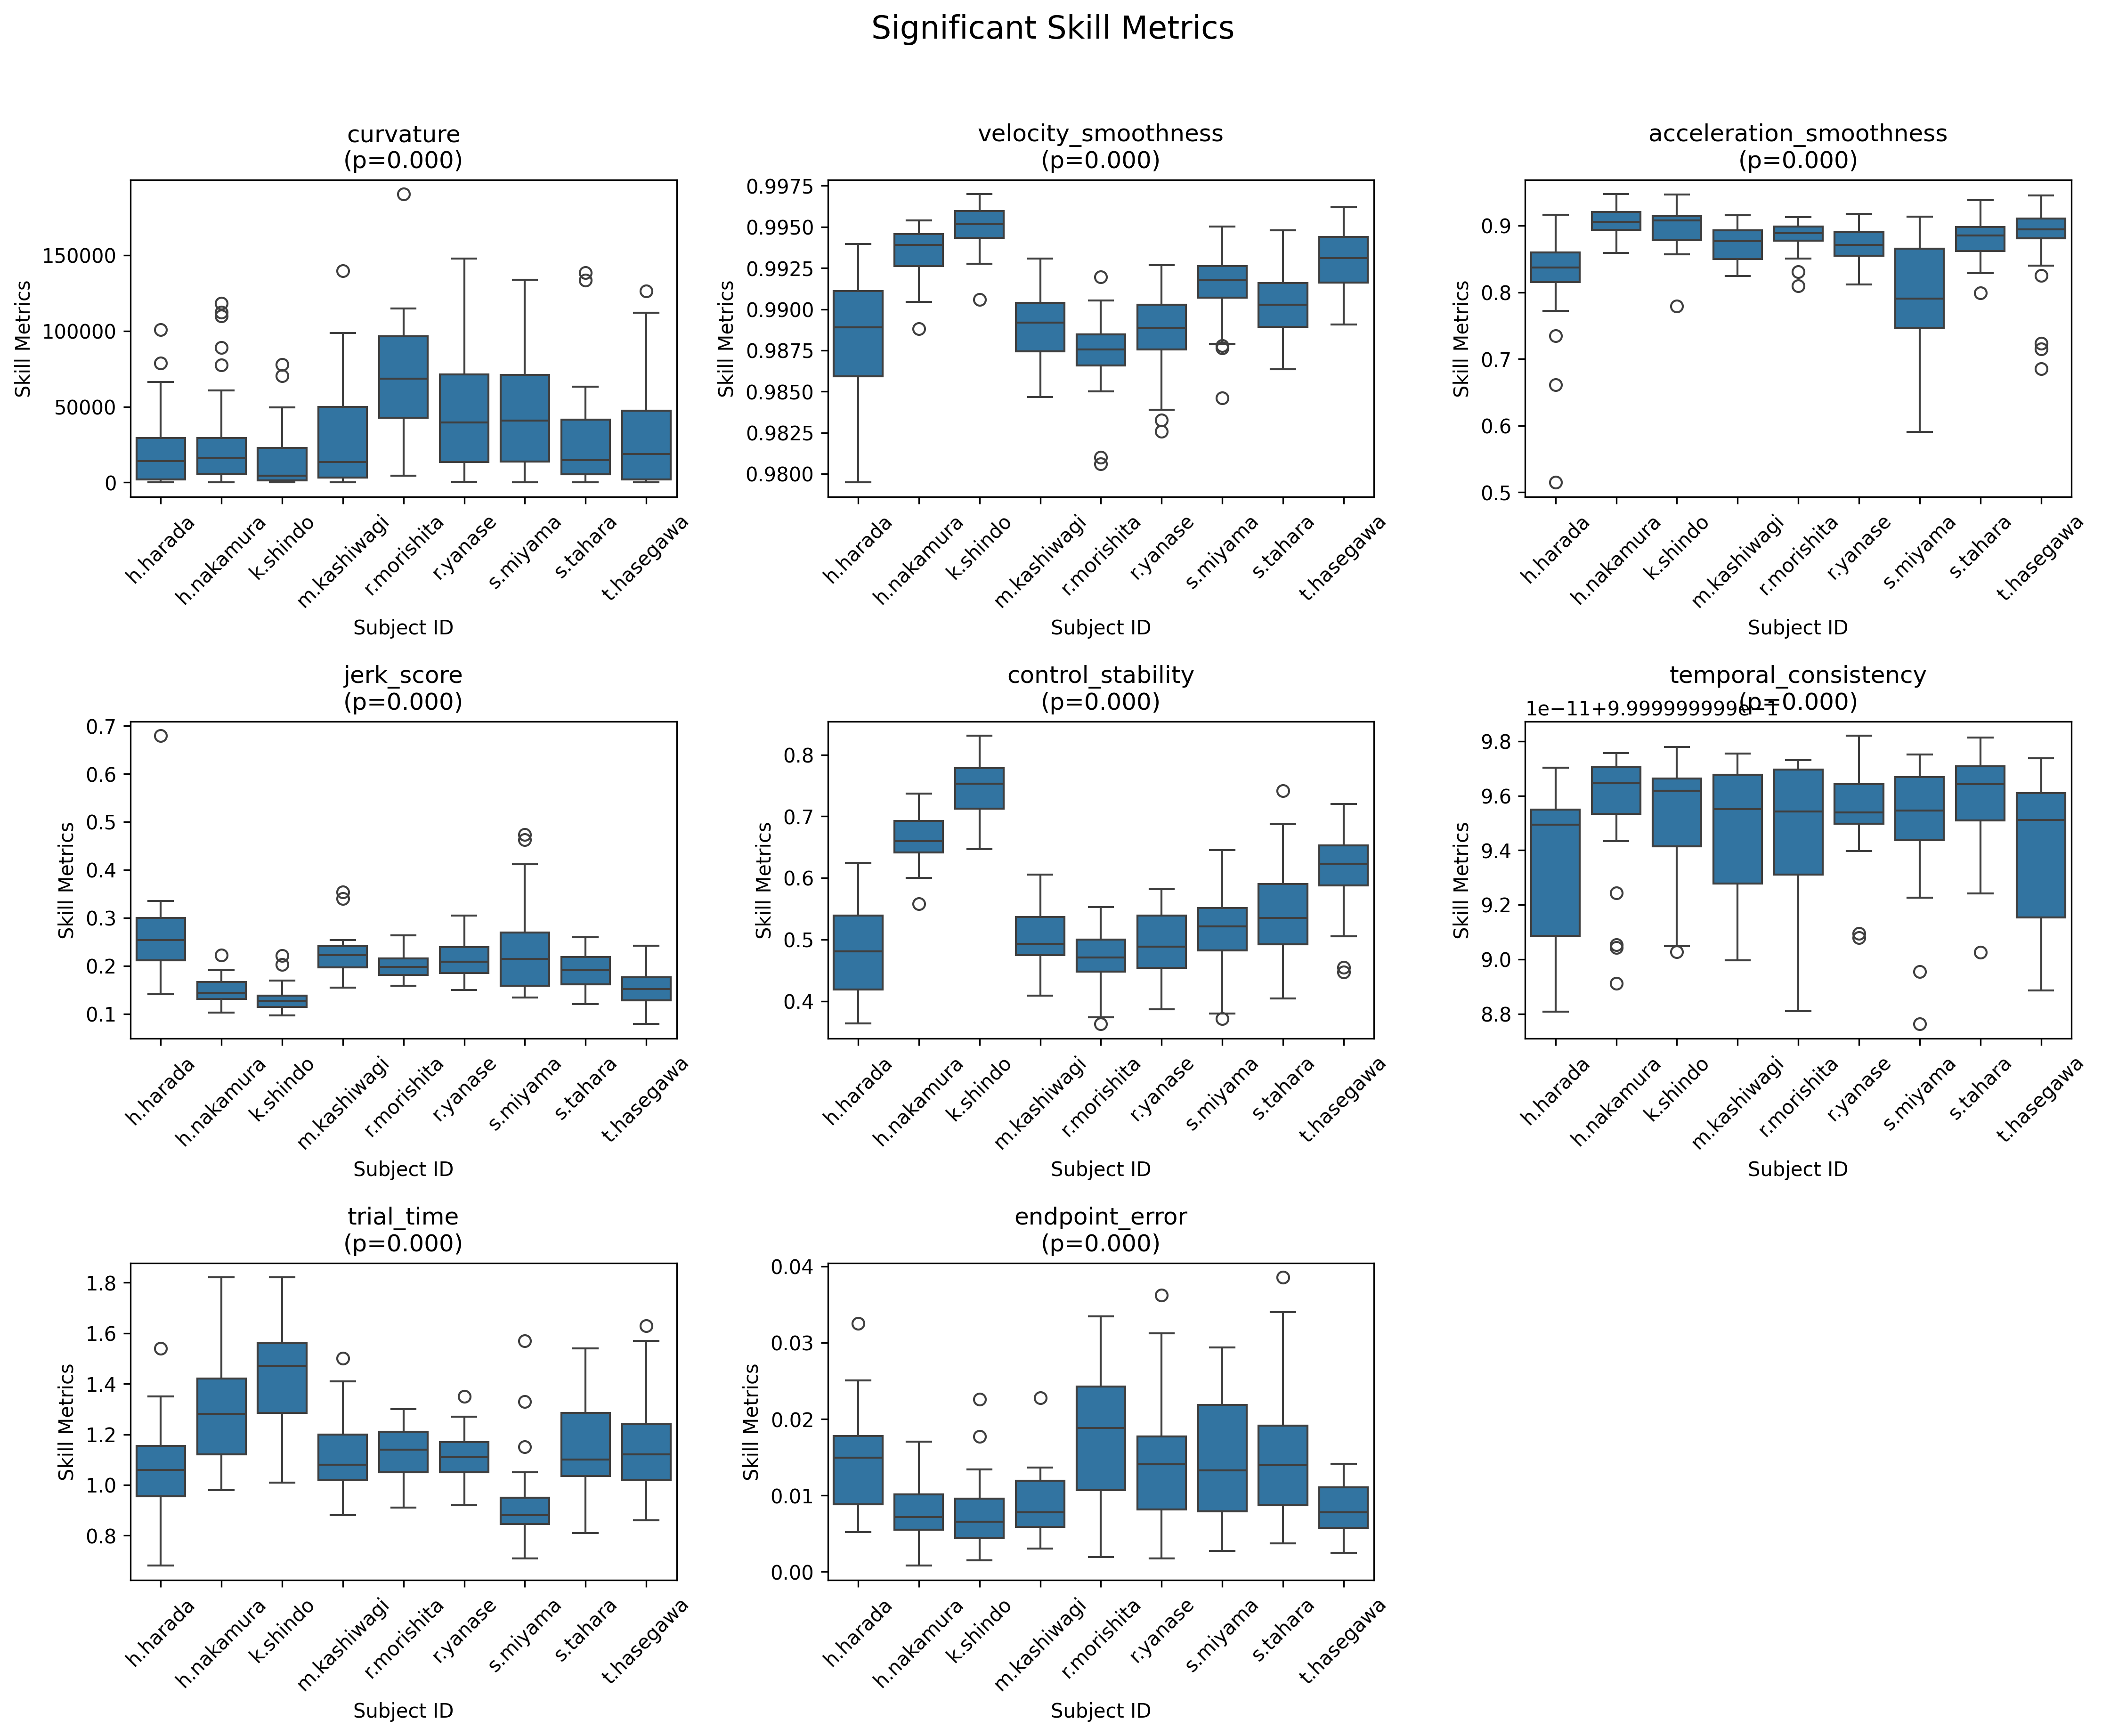 Significant Skill Metrics
curvature
(p=0.000)
Skill Metrics
150000
100000
50000
0
h.harada
h.nakamura
k.shindo
m.kashiwagi
r.morishita
r.yanase
s.miyama
s.tahara
t.hasegawa
Subject ID
velocity_smoothness
(p=0.000)
Skill Metrics
0.9975
0.9950
0.9925
0.9900
0.9875
0.9850
0.9825
0.9800
h.harada
h.nakamura
k.shindo
m.kashiwagi
r.morishita
r.yanase
s.miyama
s.tahara
t.hasegawa
Subject ID
acceleration_smoothness
(p=0.000)
Skill Metrics
0.9
0.8
0.7
0.6
0.5
h.harada
h.nakamura
k.shindo
m.kashiwagi
r.morishita
r.yanase
s.miyama
s.tahara
t.hasegawa
Subject ID
jerk_score
(p=0.000)
Skill Metrics
0.7
0.6
0.5
0.4
0.3
0.2
0.1
h.harada
h.nakamura
k.shindo
m.kashiwagi
r.morishita
r.yanase
s.miyama
s.tahara
t.hasegawa
Subject ID
control_stability
(p=0.000)
Skill Metrics
0.8
0.7
0.6
0.5
0.4
h.harada
h.nakamura
k.shindo
m.kashiwagi
r.morishita
r.yanase
s.miyama
s.tahara
t.hasegawa
Subject ID
temporal_consistency
(p=0.000)
1e−11+9.999999999e−1
Skill Metrics
9.8
9.6
9.4
9.2
9.0
8.8
h.harada
h.nakamura
k.shindo
m.kashiwagi
r.morishita
r.yanase
s.miyama
s.tahara
t.hasegawa
Subject ID
trial_time
(p=0.000)
Skill Metrics
1.8
1.6
1.4
1.2
1.0
0.8
h.harada
h.nakamura
k.shindo
m.kashiwagi
r.morishita
r.yanase
s.miyama
s.tahara
t.hasegawa
Subject ID
endpoint_error
(p=0.000)
Skill Metrics
0.04
0.03
0.02
0.01
0.00
h.harada
h.nakamura
k.shindo
m.kashiwagi
r.morishita
r.yanase
s.miyama
s.tahara
t.hasegawa
Subject ID